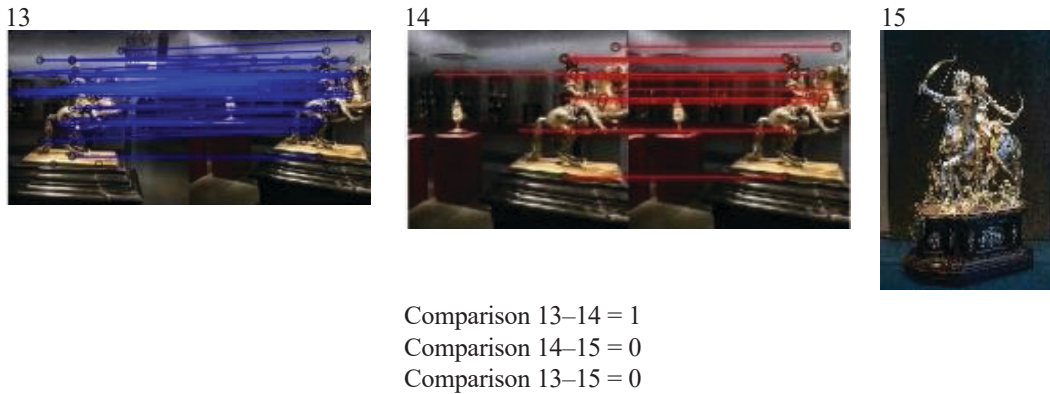 13
14
15
Comparison 13–14 = 1
Comparison 14–15 = 0
Comparison 13–15 = 0